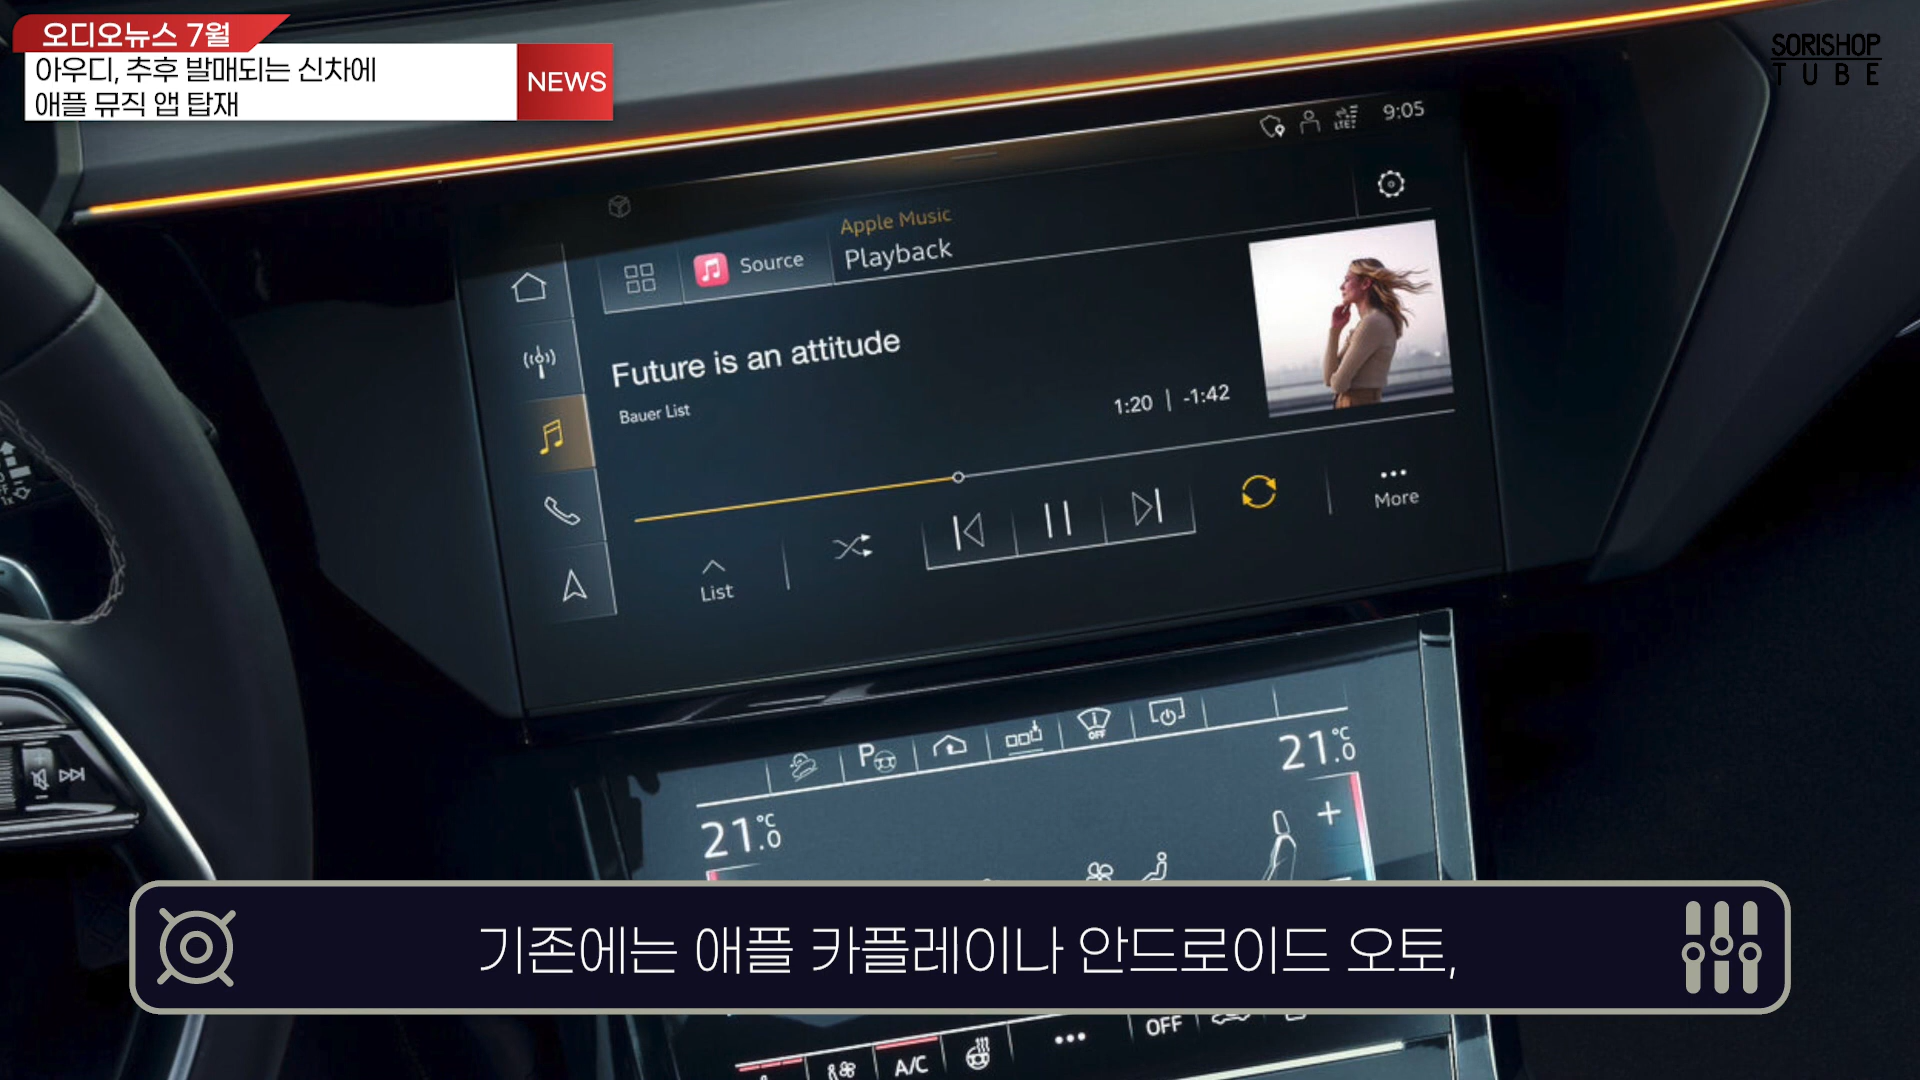 오디오뉴스 7월
아우디, 추후 발매되는 신차에
애플 뮤직 앱 탑재
NEWS
SORISHOP
TUBE
9:05
Apple Music
Source
Playback
Future is an attitude
Bauer List
1:20 | -1:42
More
List
P
OFF
21.0 °C
21.0 °C
+
기존에는 애플 카플레이나 안드로이드 오토,
OFF
A/C